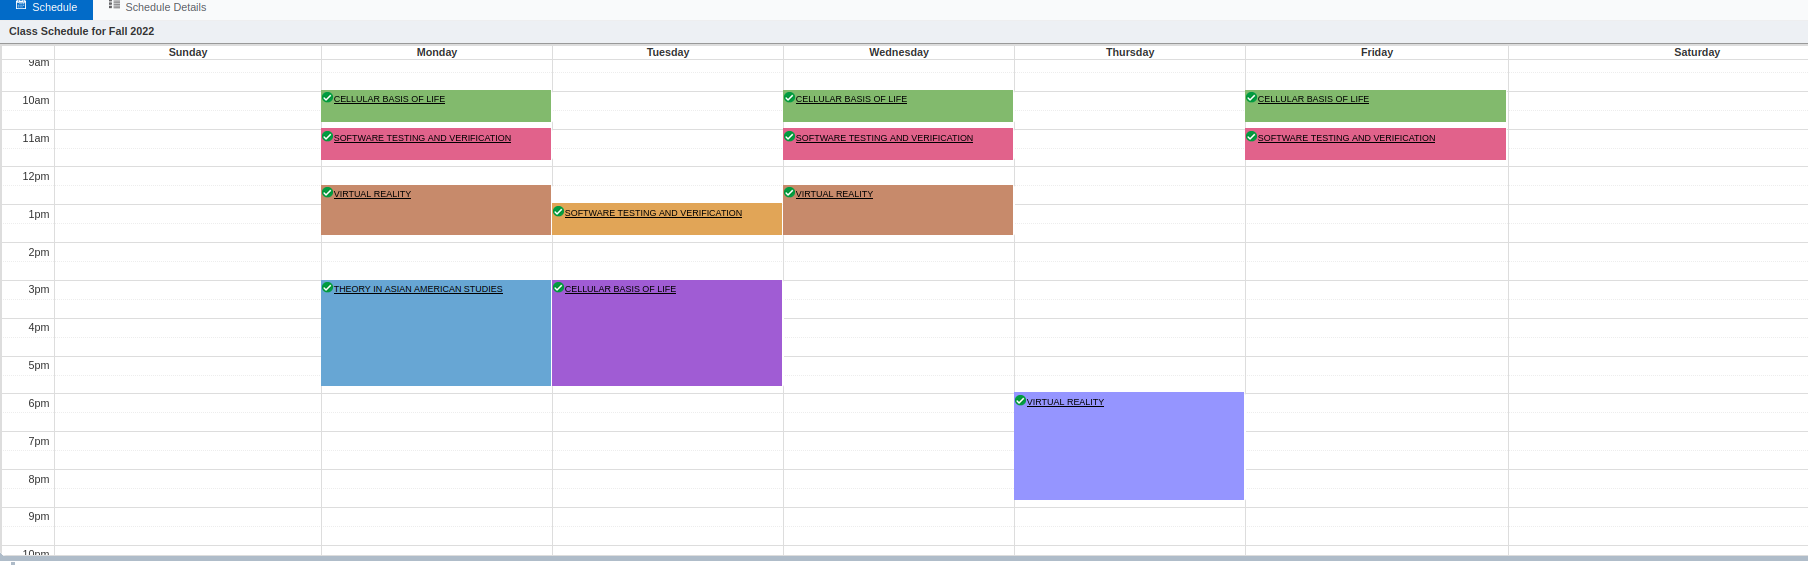 Schedule Schedule Details
Class Schedule for Fall 2022
Sunday Monday Tuesday Wednesday Thursday Friday Saturday
9am
10am CELLULAR BASIS OF LIFE CELLULAR BASIS OF LIFE CELLULAR BASIS OF LIFE
11am SOFTWARE TESTING AND VERIFICATION SOFTWARE TESTING AND VERIFICATION SOFTWARE TESTING AND VERIFICATION
12pm
VIRTUAL REALITY VIRTUAL REALITY
1pm SOFTWARE TESTING AND VERIFICATION
2pm
3pm THEORY IN ASIAN AMERICAN STUDIES CELLULAR BASIS OF LIFE
4pm
5pm
6pm VIRTUAL REALITY
7pm
8pm
9pm
10pm